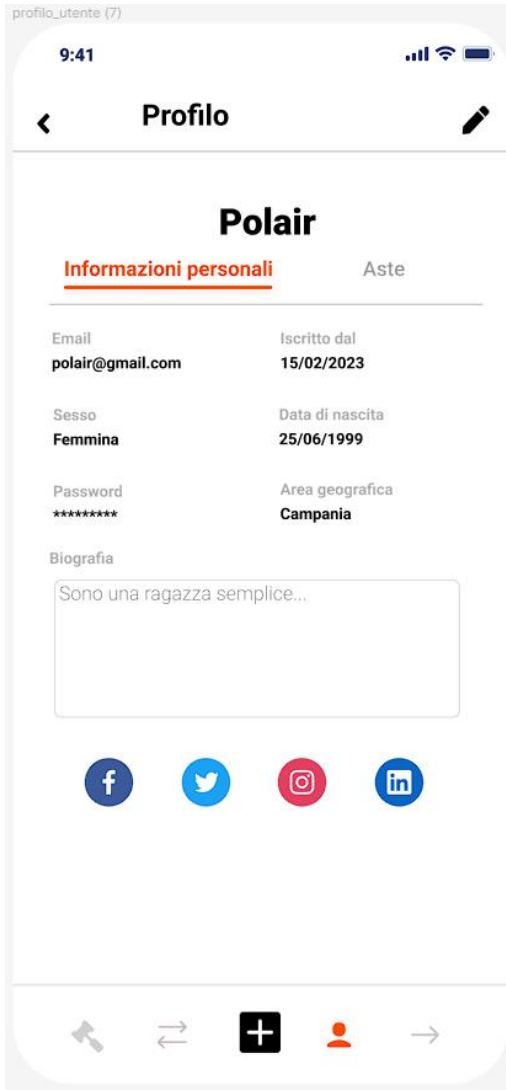 profilo_utente (7)
9:41
Profilo
Polair
Informazioni personali Aste
Email Iscritto dal
polair@gmail.com 15/02/2023
Sesso Data di nascita
Femmina 25/06/1999
Password Area geografica
********* Campania
Biografia
Sono una ragazza semplice...